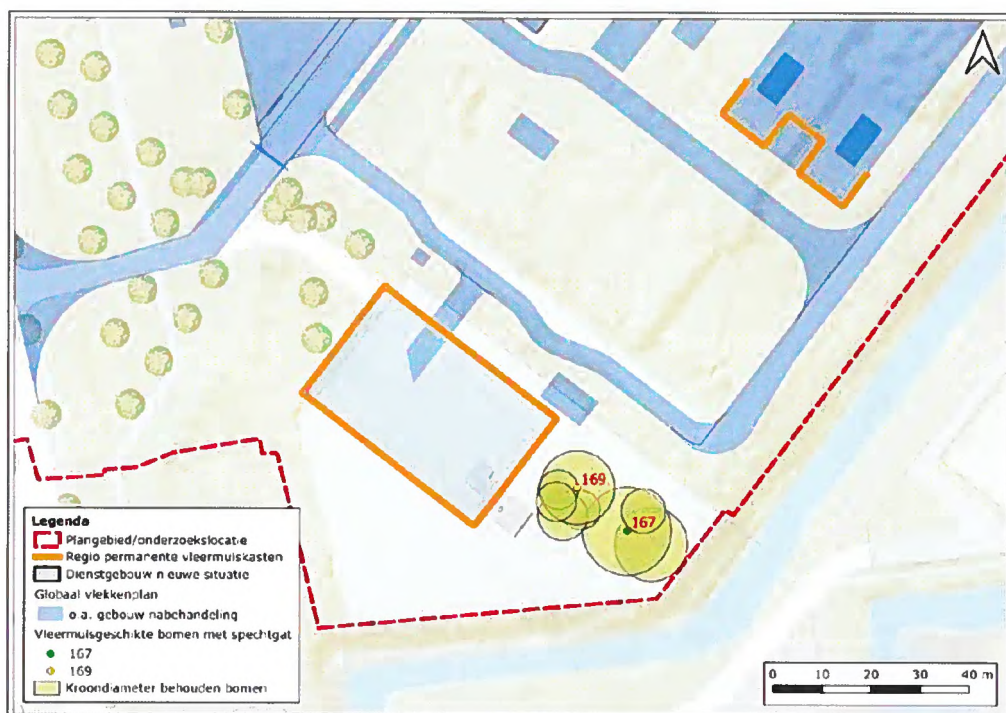 169
167
Legenda
Plangebied/onderzoekslocatie
Regio permanente vleermuiskasten
Dienstgebouw nieuwe situatie
Globaal vlekkenplan
o.a. gebouw nabehandeling
Vleermuisgeschikte bomen met spechtgat
167
169
Kroondiameter behouden bomen
0 10 20 30 40 m